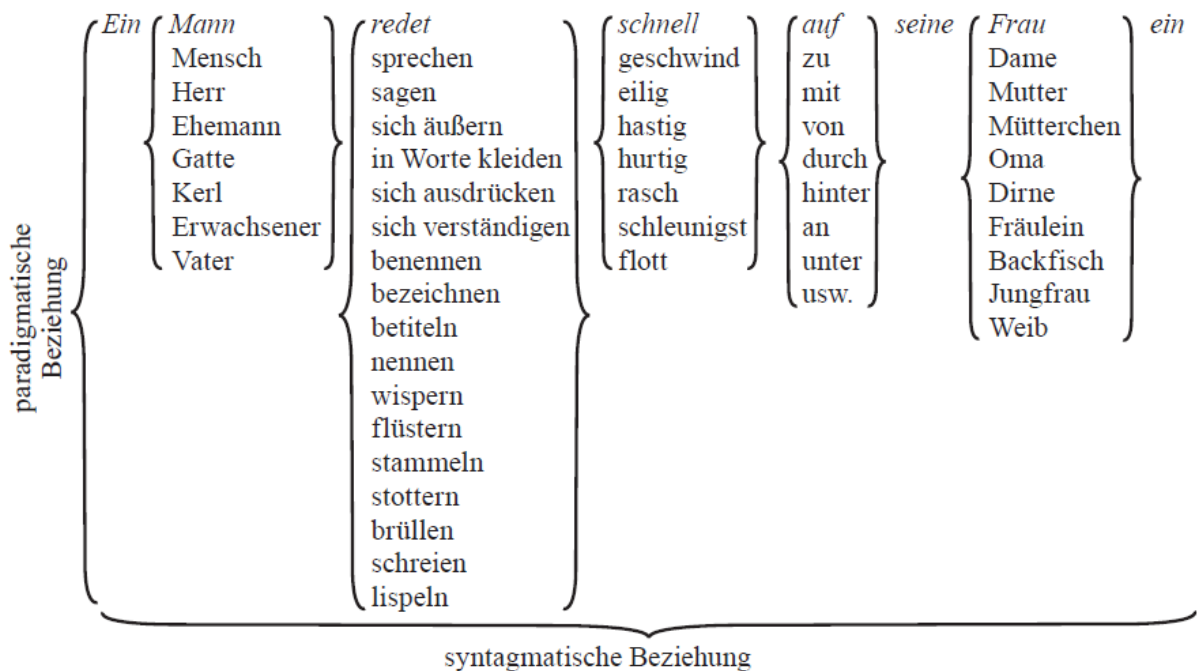 Ein Mann redet schnell auf seine Frau ein
Mensch sprechen geschwind zu Dame
Herr sagen eilig mit Mutter
Ehemann sich äußern hastig von Mütterchen
Gatte in Worte kleiden hurtig durch Oma
Kerl sich ausdrücken rasch hinter Dirne
Erwachsener sich verständigen schleunigst an Fräulein
Vater benennen flott unter Backfisch
bezeichnen usw. Jungfrau
betiteln Weib
nennen
wispern
flüstern
stammeln
stottern
brüllen
schreien
lispeln
paradigmatische
Beziehung
syntagmatische Beziehung